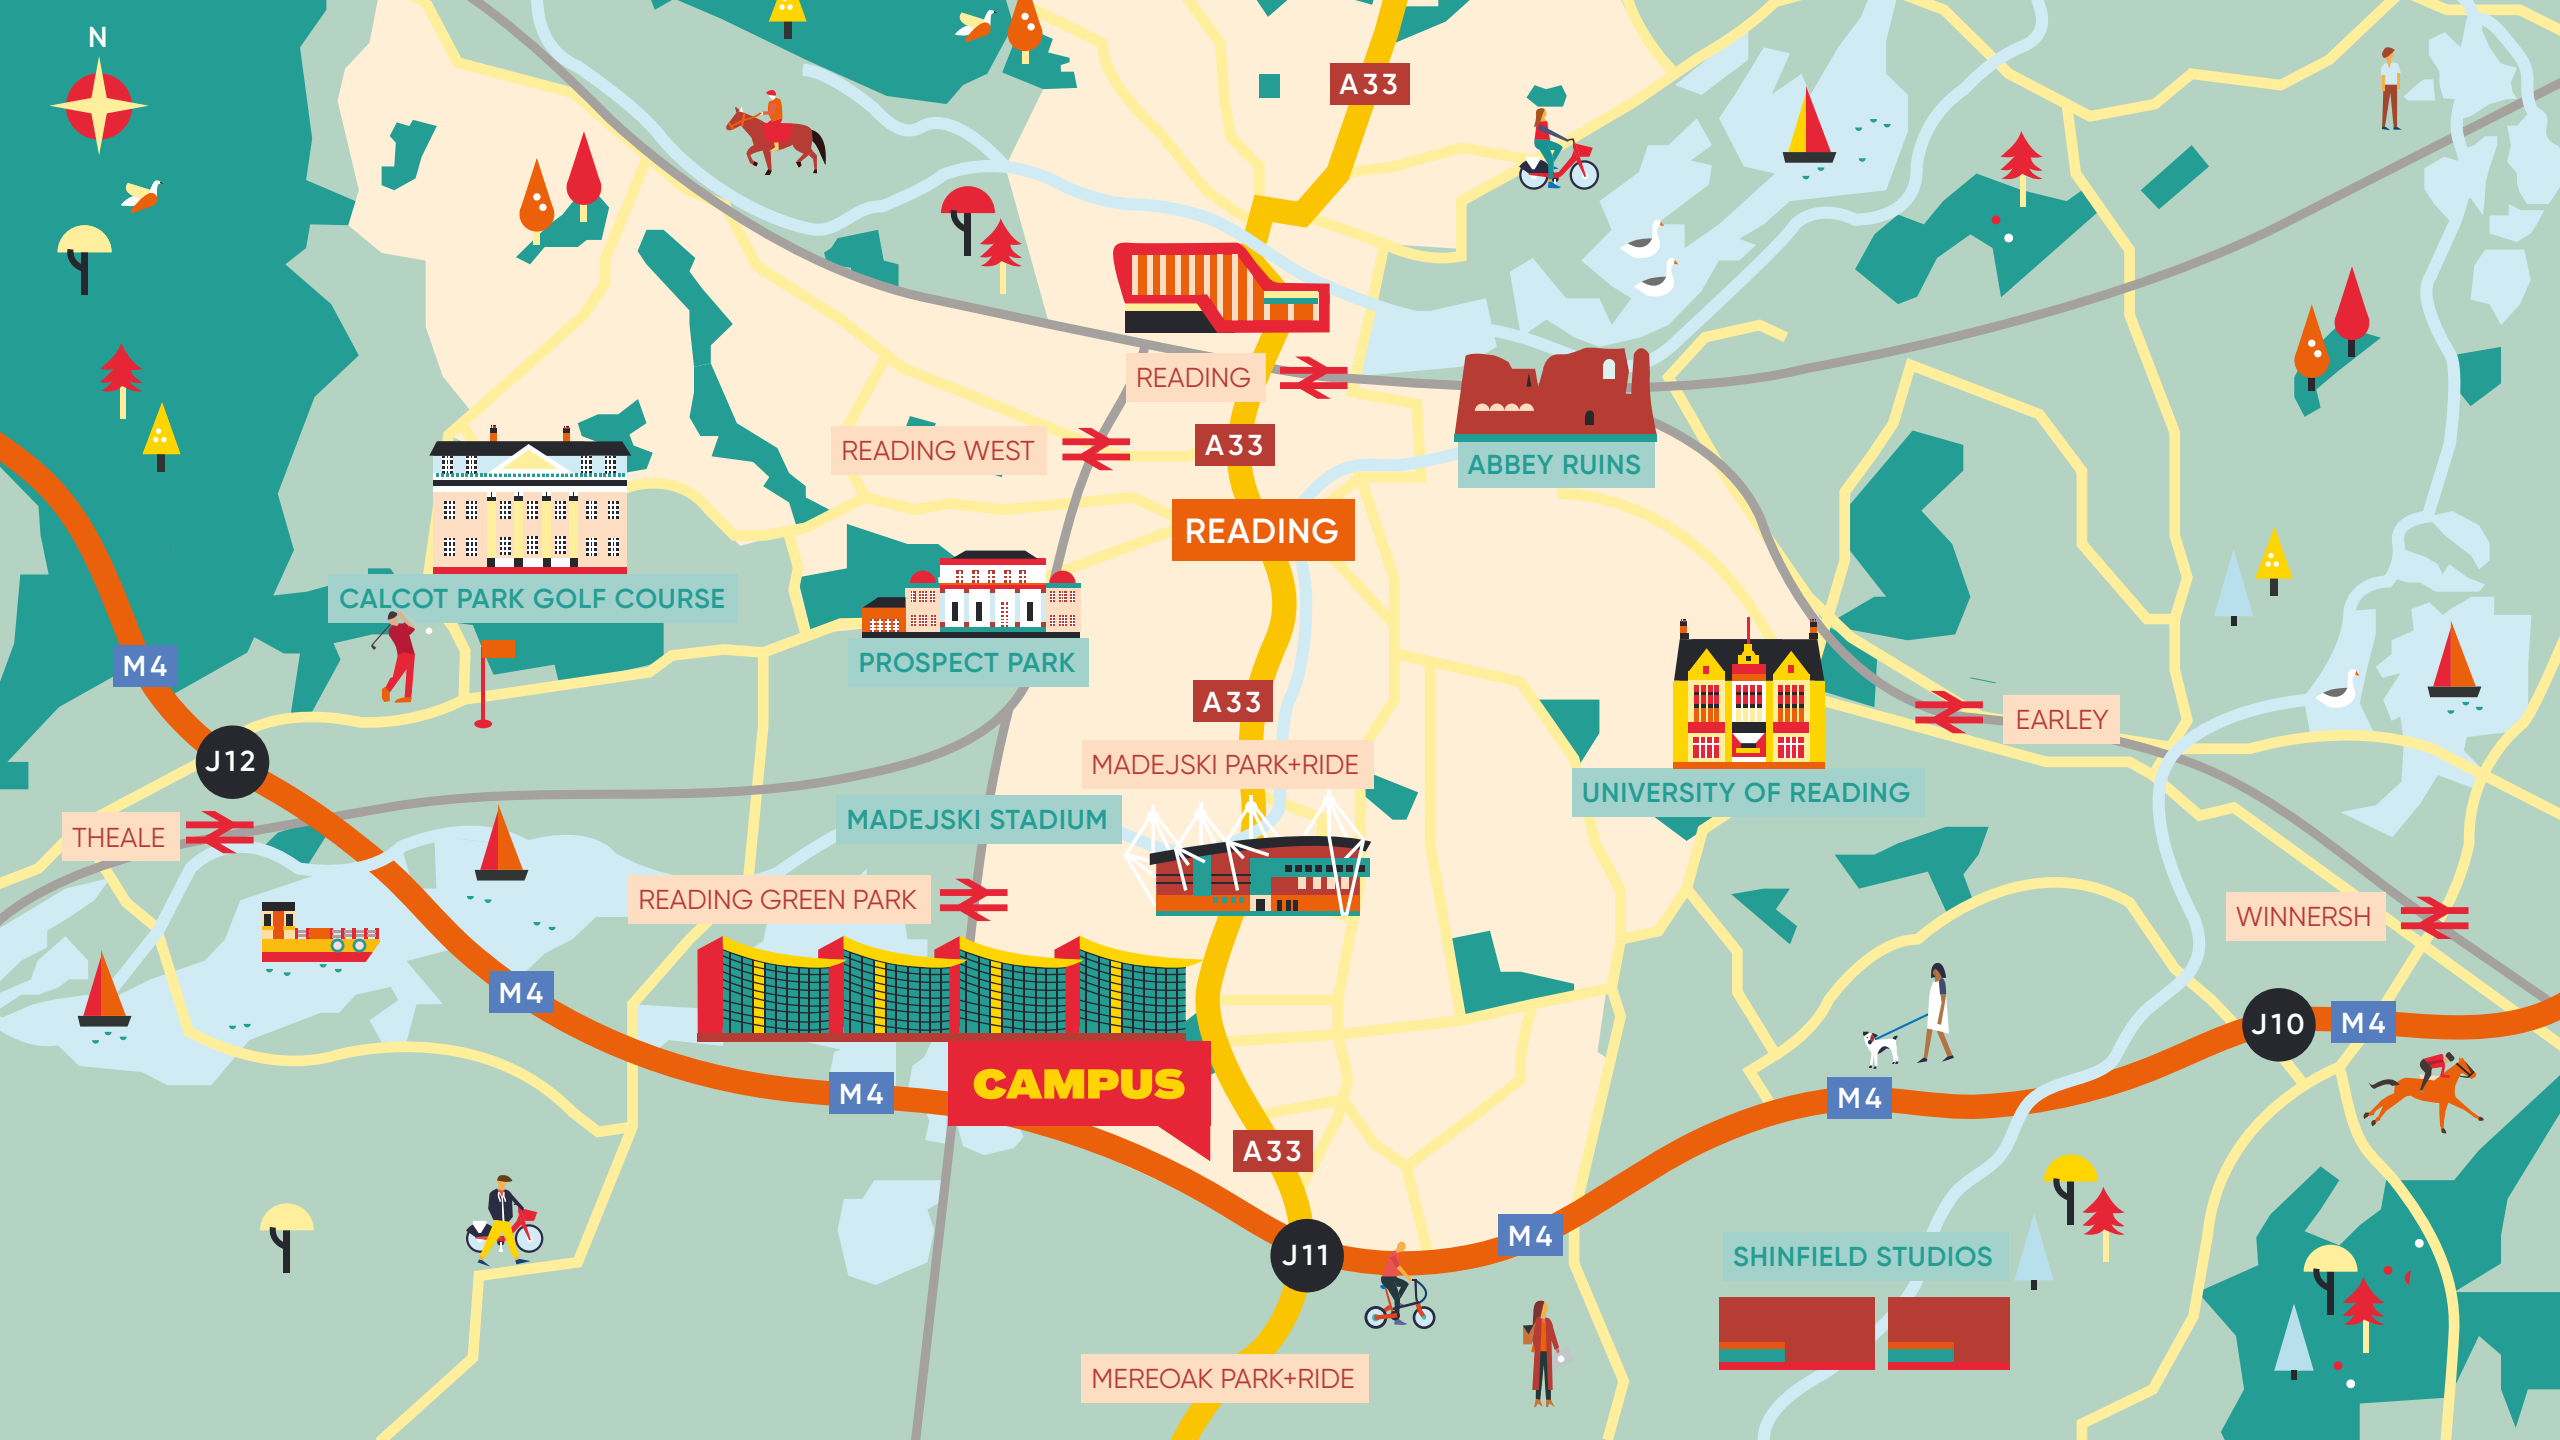 N
A33
READING
READING WEST
A33
ABBEY RUINS
READING
CALCOT PARK GOLF COURSE
PROSPECT PARK
M4
A33
EARLEY
J12
MADEJSKI PARK+RIDE
UNIVERSITY OF READING
THEALE
MADEJSKI STADIUM
READING GREEN PARK
WINNERSH
M4
J10
M4
CAMPUS
M4
M4
A33
M4
J11
SHINFIELD STUDIOS
MEREOAK PARK+RIDE